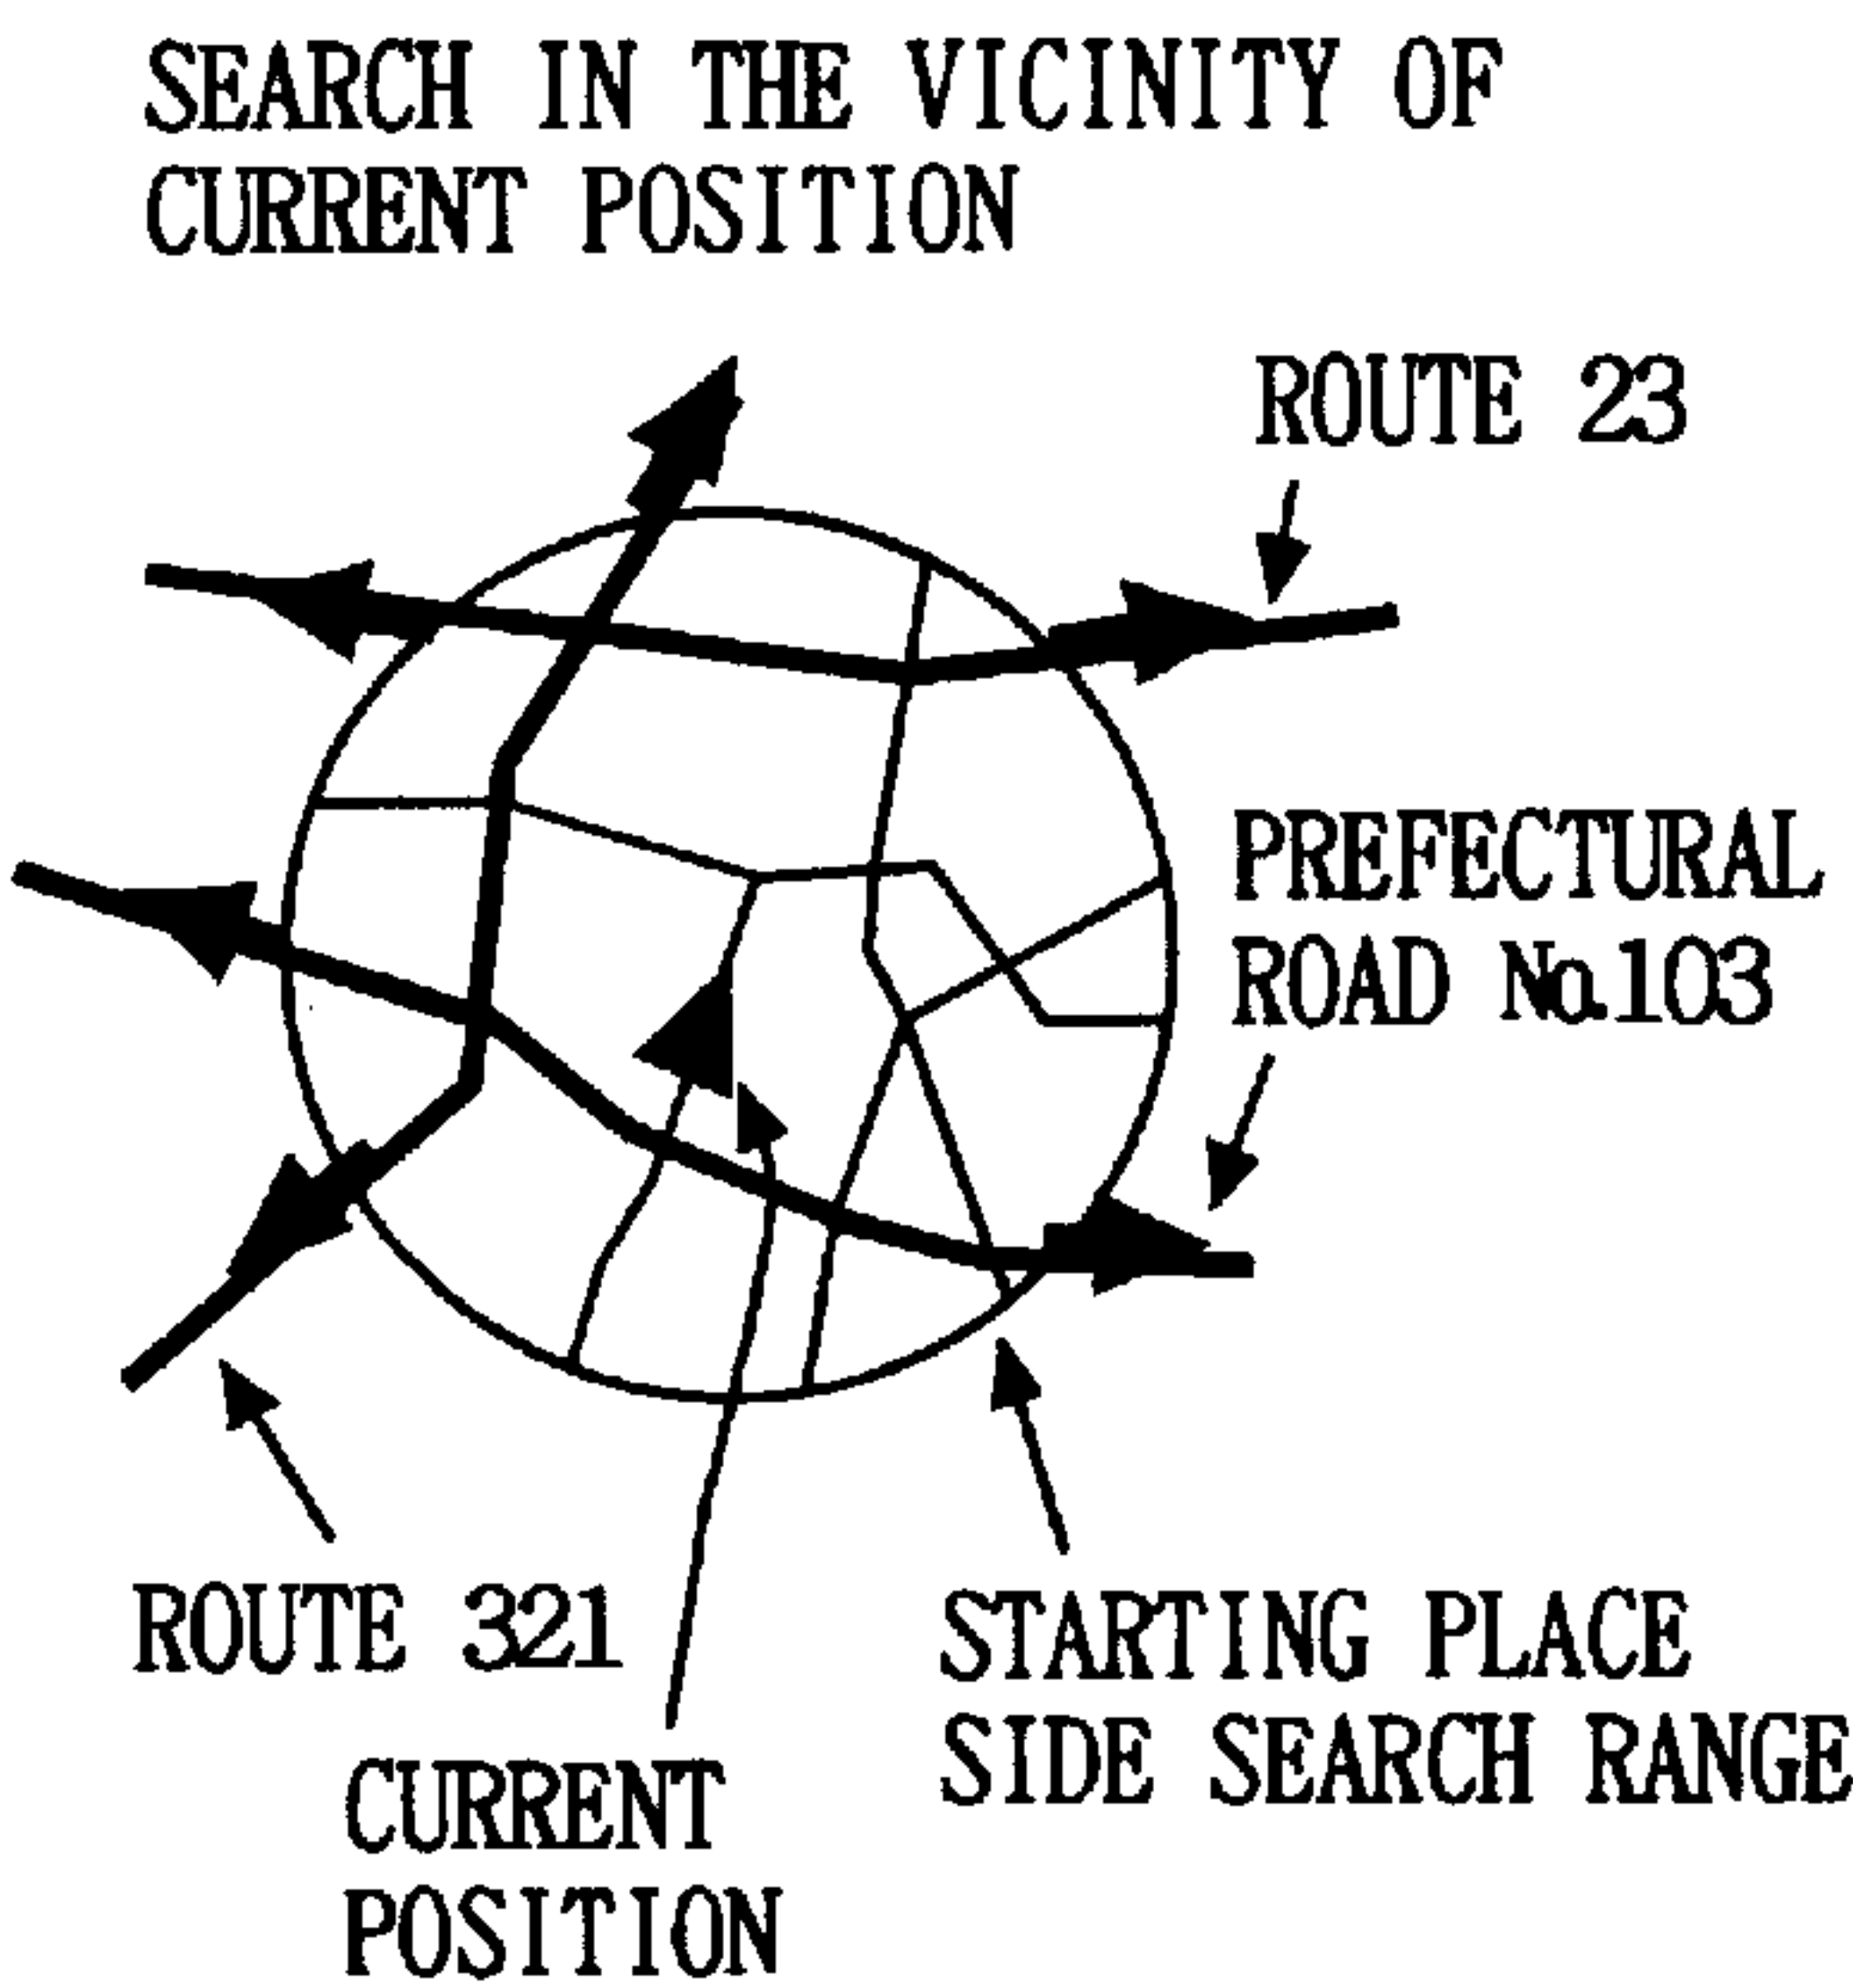 SEARCH IN THE VICINITY OF
CURRENT POSITION
ROUTE 23
PREFECTURAL
ROAD No.103
ROUTE 321
STARTING PLACE
SIDE SEARCH RANGE
CURRENT
POSITION